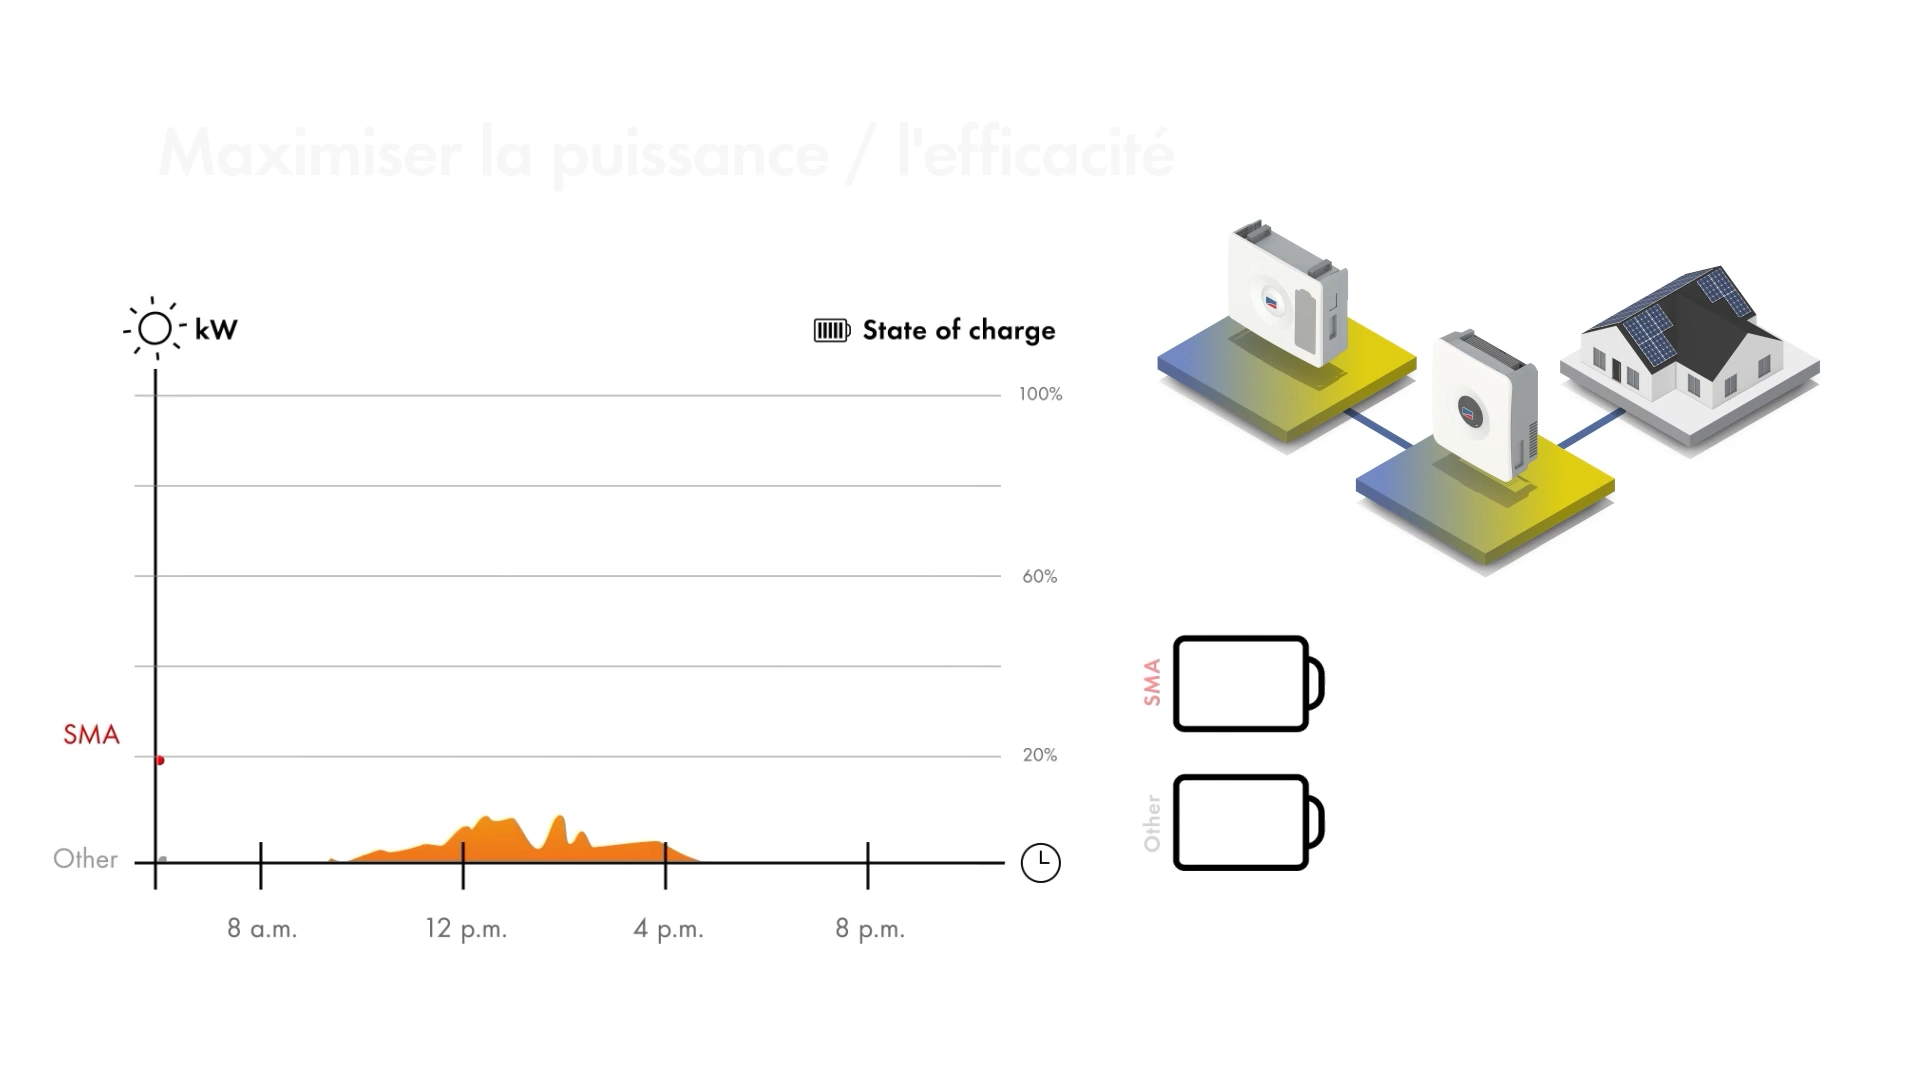 Maximiser la puissance / l'efficacité
kW
State of charge
100%
60%
SMA
20%
Other
8 a.m.
12 p.m.
4 p.m.
8 p.m.
SMA
Other